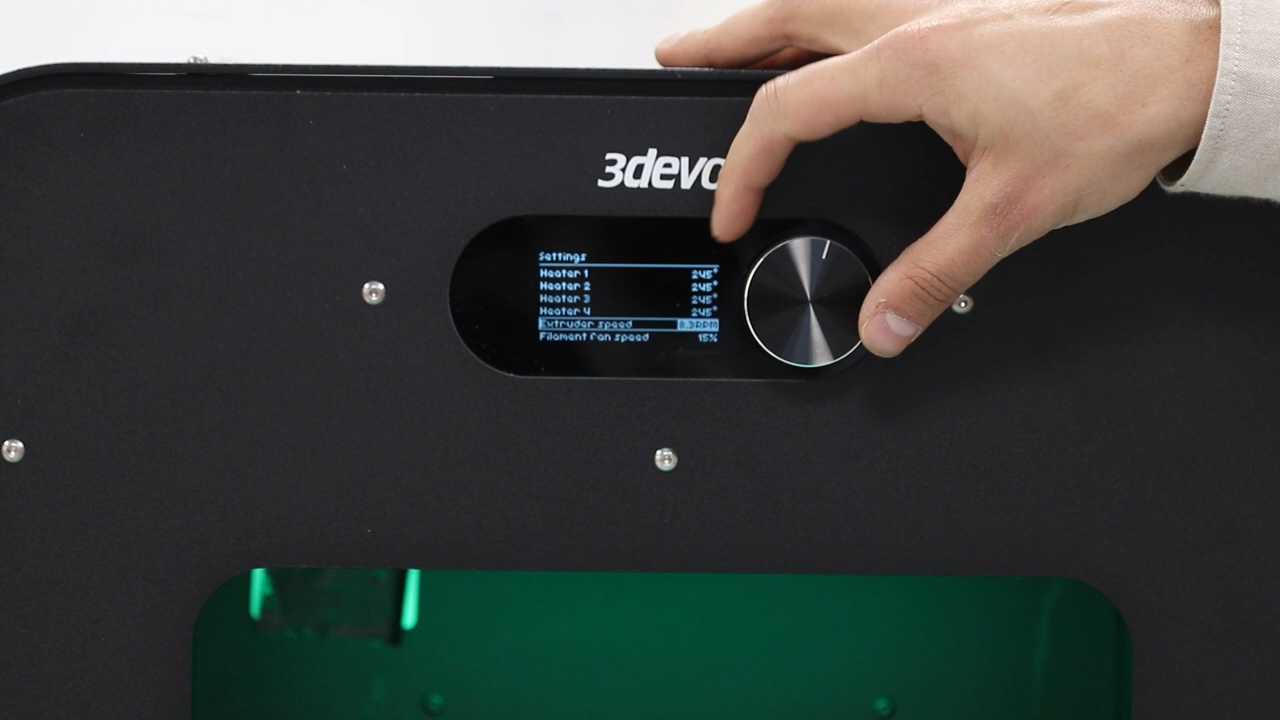 3devo
Settings
Heater 1 245°
Heater 2 245°
Heater 3 245°
Heater 4 245°
Extruder speed 8.3RPM
Filament fan speed 15%